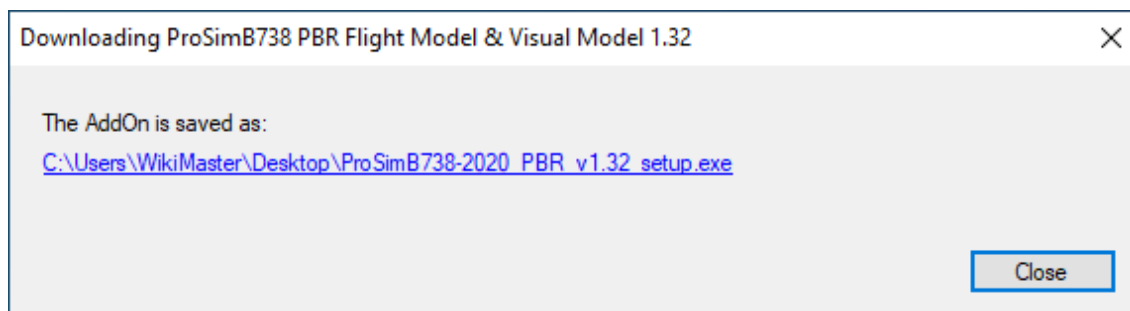 Downloading ProSimB738 PBR Flight Model & Visual Model 1.32
The AddOn is saved as:
C:\Users\WikiMaster\Desktop\ProSimB738-2020_PBR_v1.32_setup.exe
Close